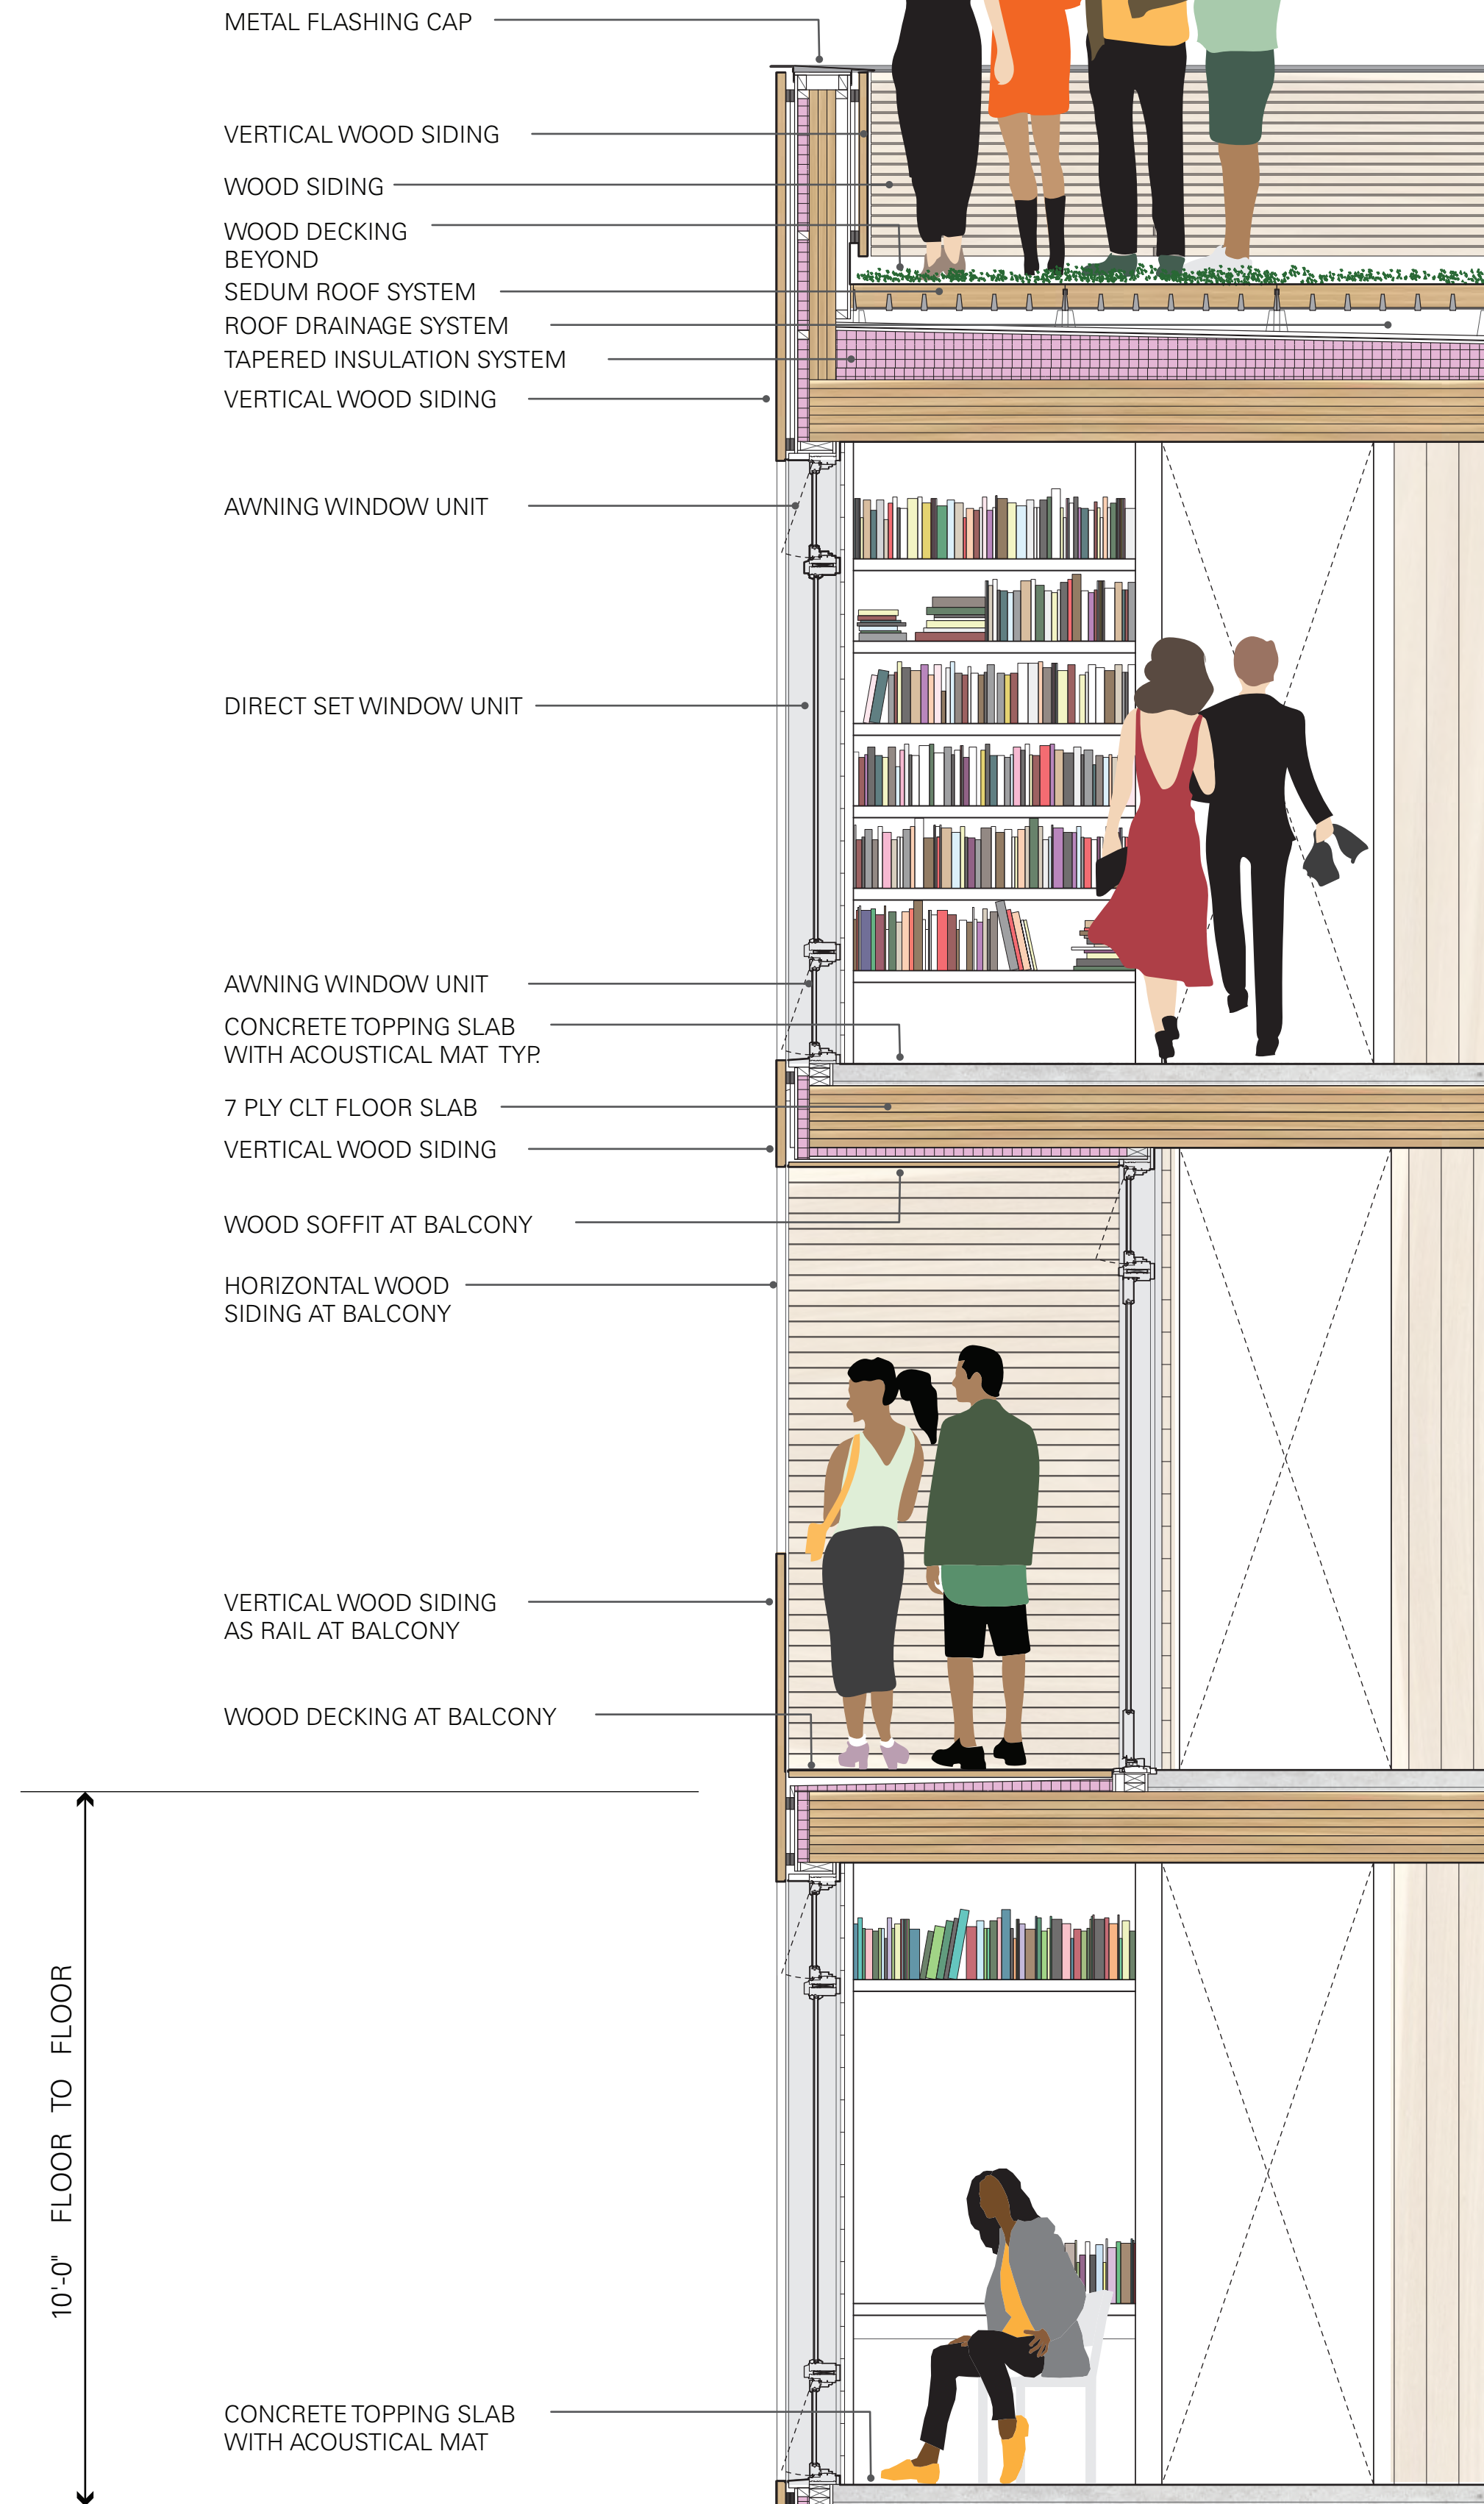 METAL FLASHING CAP
VERTICAL WOOD SIDING
WOOD SIDING
WOOD DECKING
BEYOND
SEDUM ROOF SYSTEM
ROOF DRAINAGE SYSTEM
TAPERED INSULATION SYSTEM
VERTICAL WOOD SIDING
AWNING WINDOW UNIT
DIRECT SET WINDOW UNIT
AWNING WINDOW UNIT
CONCRETE TOPPING SLAB
WITH ACOUSTICAL MAT TYP.
7 PLY CLT FLOOR SLAB
VERTICAL WOOD SIDING
WOOD SOFFIT AT BALCONY
HORIZONTAL WOOD
SIDING AT BALCONY
VERTICAL WOOD SIDING
AS RAIL AT BALCONY
WOOD DECKING AT BALCONY
10'-0" FLOOR TO FLOOR
CONCRETE TOPPING SLAB
WITH ACOUSTICAL MAT